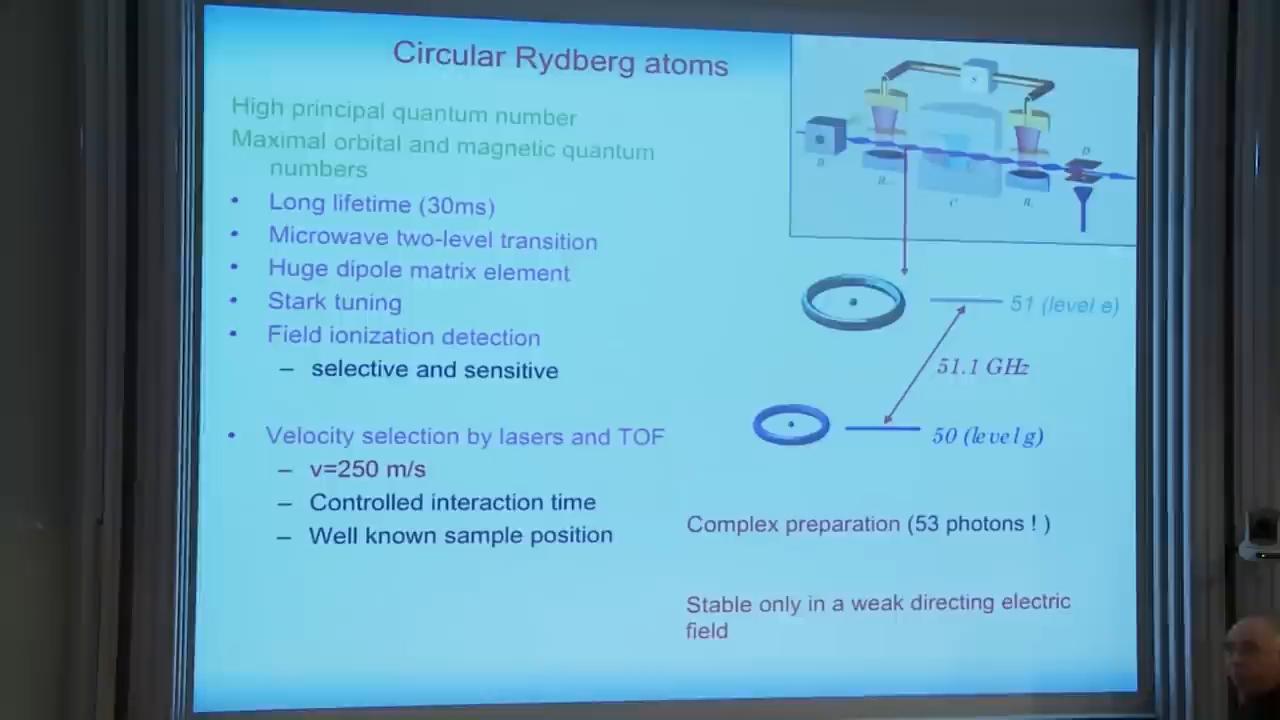 Circular Rydberg atoms
High principal quantum number
Maximal orbital and magnetic quantum
numbers
• Long lifetime (30ms)
• Microwave two-level transition
• Huge dipole matrix element
• Stark tuning
• Field ionization detection
– selective and sensitive
• Velocity selection by lasers and TOF
– v=250 m/s
– Controlled interaction time
– Well known sample position
S
D
C
51 (level e)
51.1 GHz
50 (level g)
Complex preparation (53 photons ! )
Stable only in a weak directing electric
field